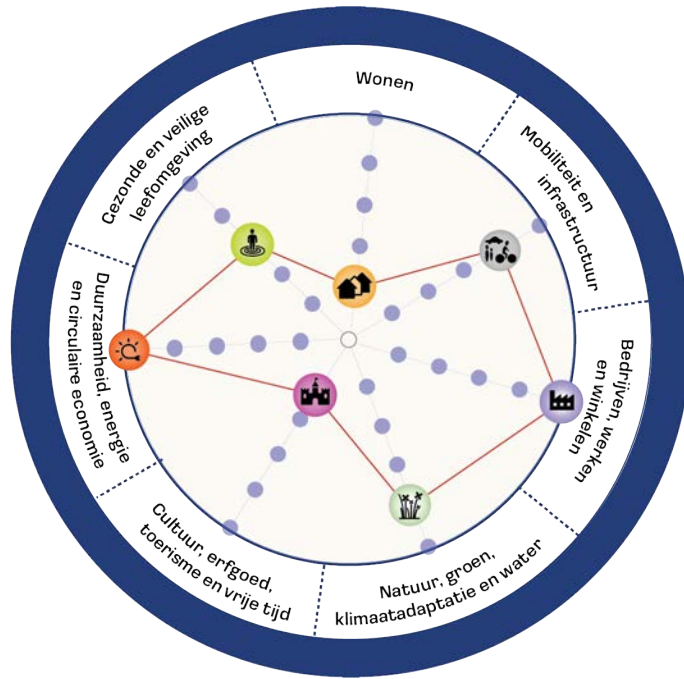 Wonen
Mobiliteit en
infrastructuur
Bedrijven, werken
en winkelen
Natuur, groen,
klimaatadaptatie en water
Cultuur, erfgoed,
toerisme en vrije tijd
Duurzaamheid, energie
en circulaire economie
Gezonde en veilige
leefomgeving